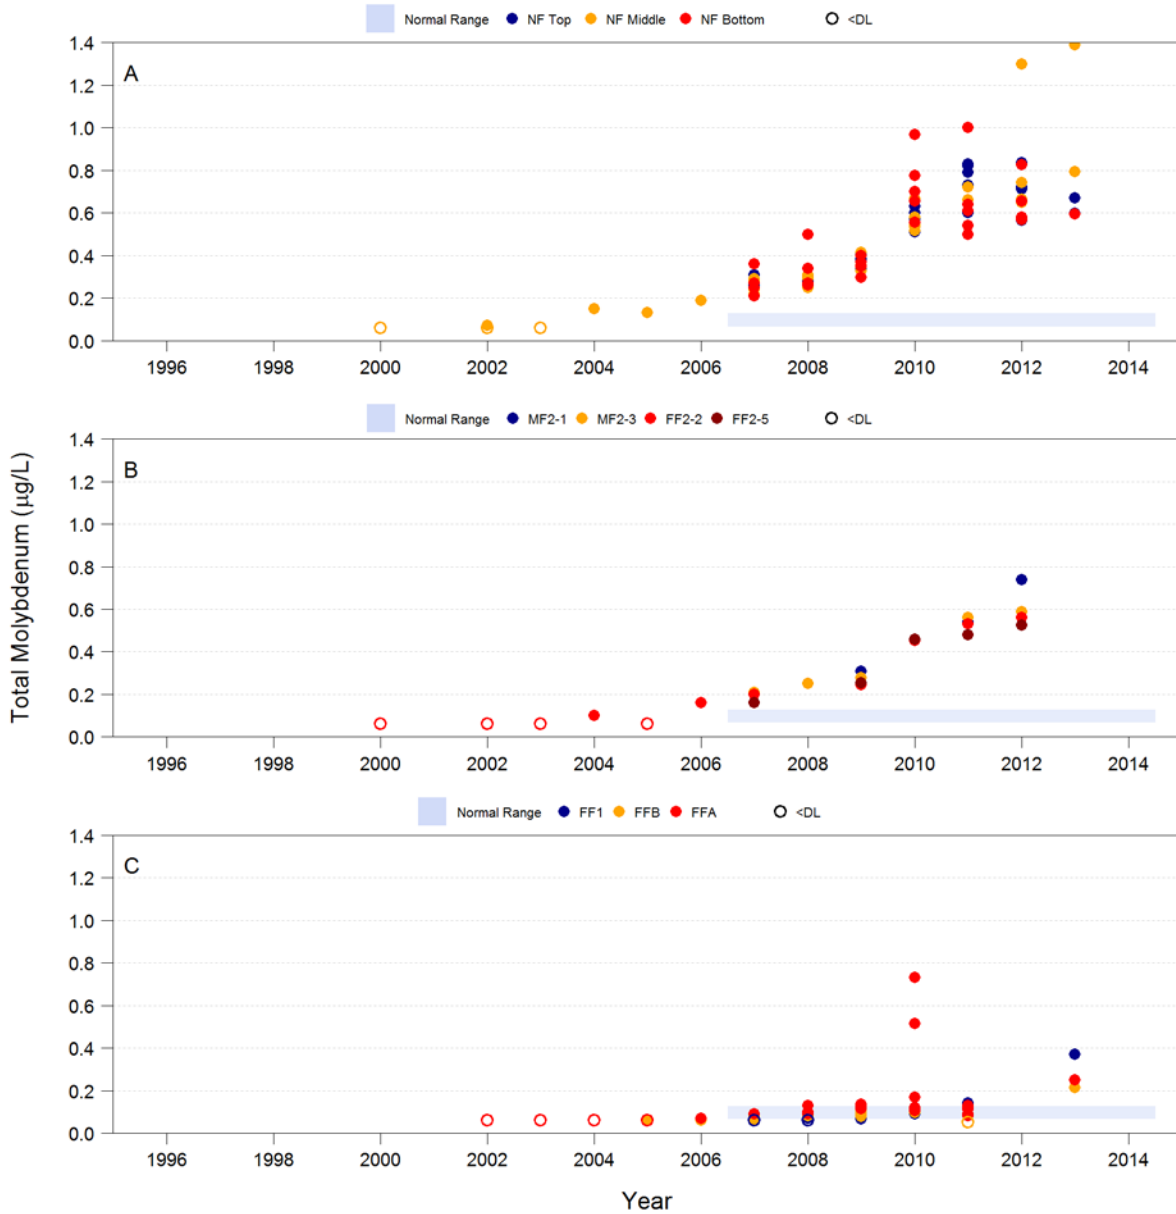 Normal Range NF Top NF Middle NF Bottom <DL
A
1.4
1.2
1.0
0.8
0.6
0.4
0.2
0.0
1996 1998 2000 2002 2004 2006 2008 2010 2012 2014
Normal Range MF2-1 MF2-3 FF2-2 FF2-5 <DL
B
1.4
1.2
1.0
0.8
0.6
0.4
0.2
0.0
1996 1998 2000 2002 2004 2006 2008 2010 2012 2014
Total Molybdenum (μg/L)
Normal Range FF1 FFB FFA <DL
C
1.4
1.2
1.0
0.8
0.6
0.4
0.2
0.0
1996 1998 2000 2002 2004 2006 2008 2010 2012 2014
Year